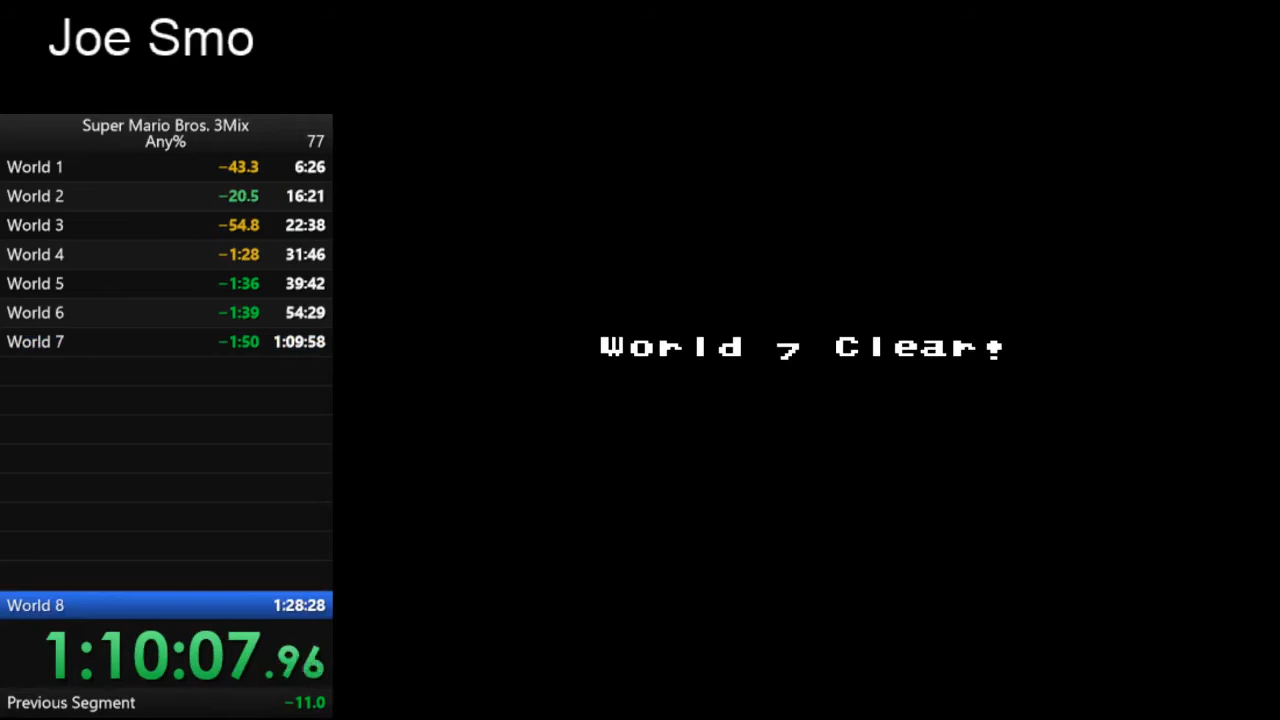 Joe Smo
Super Mario Bros. 3Mix
Any% 77
World 1 −43.3 6:26
World 2 −20.5 16:21
World 3 −54.8 22:38
World 4 −1:28 31:46
World 5 −1:36 39:42
World 6 −1:39 54:29
World 7 −1:50 1:09:58
World 7 Clear!
World 8 1:28:28
1:10:07.96
Previous Segment −11.0